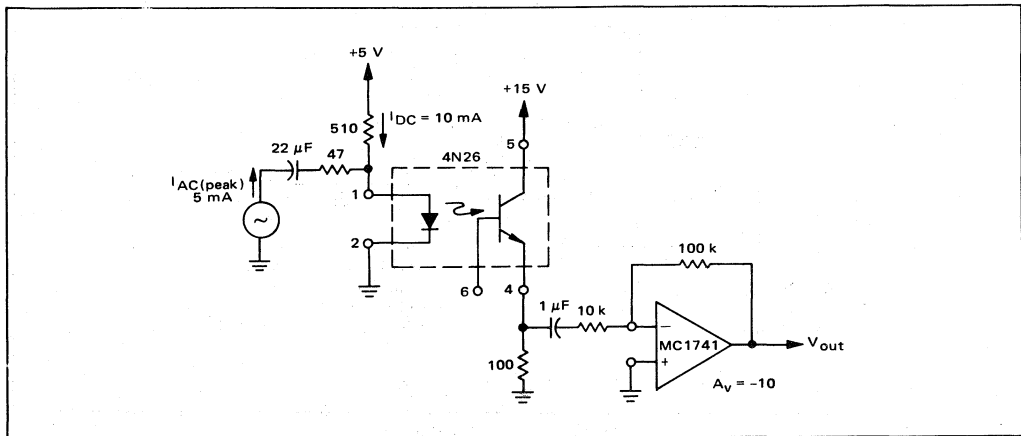 +5 V
+15 V
510
I_DC = 10 mA
22 µF
47
5
4N26
I_AC(peak)
5 mA
1
~
2
6
4
100 k
1 µF
10 k
−
MC1741
+
V_out
100
A_v = −10